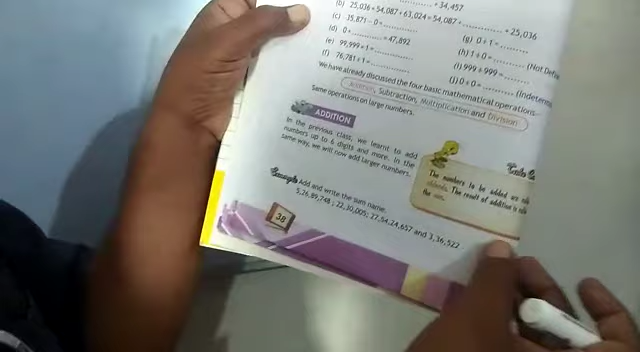 ............ + 34,457
(b) 25,036 + 54,087 + 63,024 = 54,087 + ............ + 25,036
(c) 35,871 – 0 = ............
(d) 0 + ............ = 47,892
(e) 99,999 ÷ 1 = ............
(f) 76,781 ÷ 1 = ............
(g) 0 ÷ 1 = ............
(h) 1 ÷ 0 = ............ (Not Defi
(i) 999 ÷ 999 = ............
(j) 0 ÷ 0 = ............ (Indeterm
We have already discussed the four basic mathematical operations—
Addition, Subtraction, Multiplication and Division
Same operations on large numbers.
ADDITION
In the previous class, we learnt to add
numbers up to 6 digits and more. In the
same way, we will now add larger numbers.
The numbers to be added are
addends. The result of addition is
the sum.
Example Add and write the sum name.
5,26,89,748 ; 22,30,005; 27,54,24,657 and 3,36,522
38